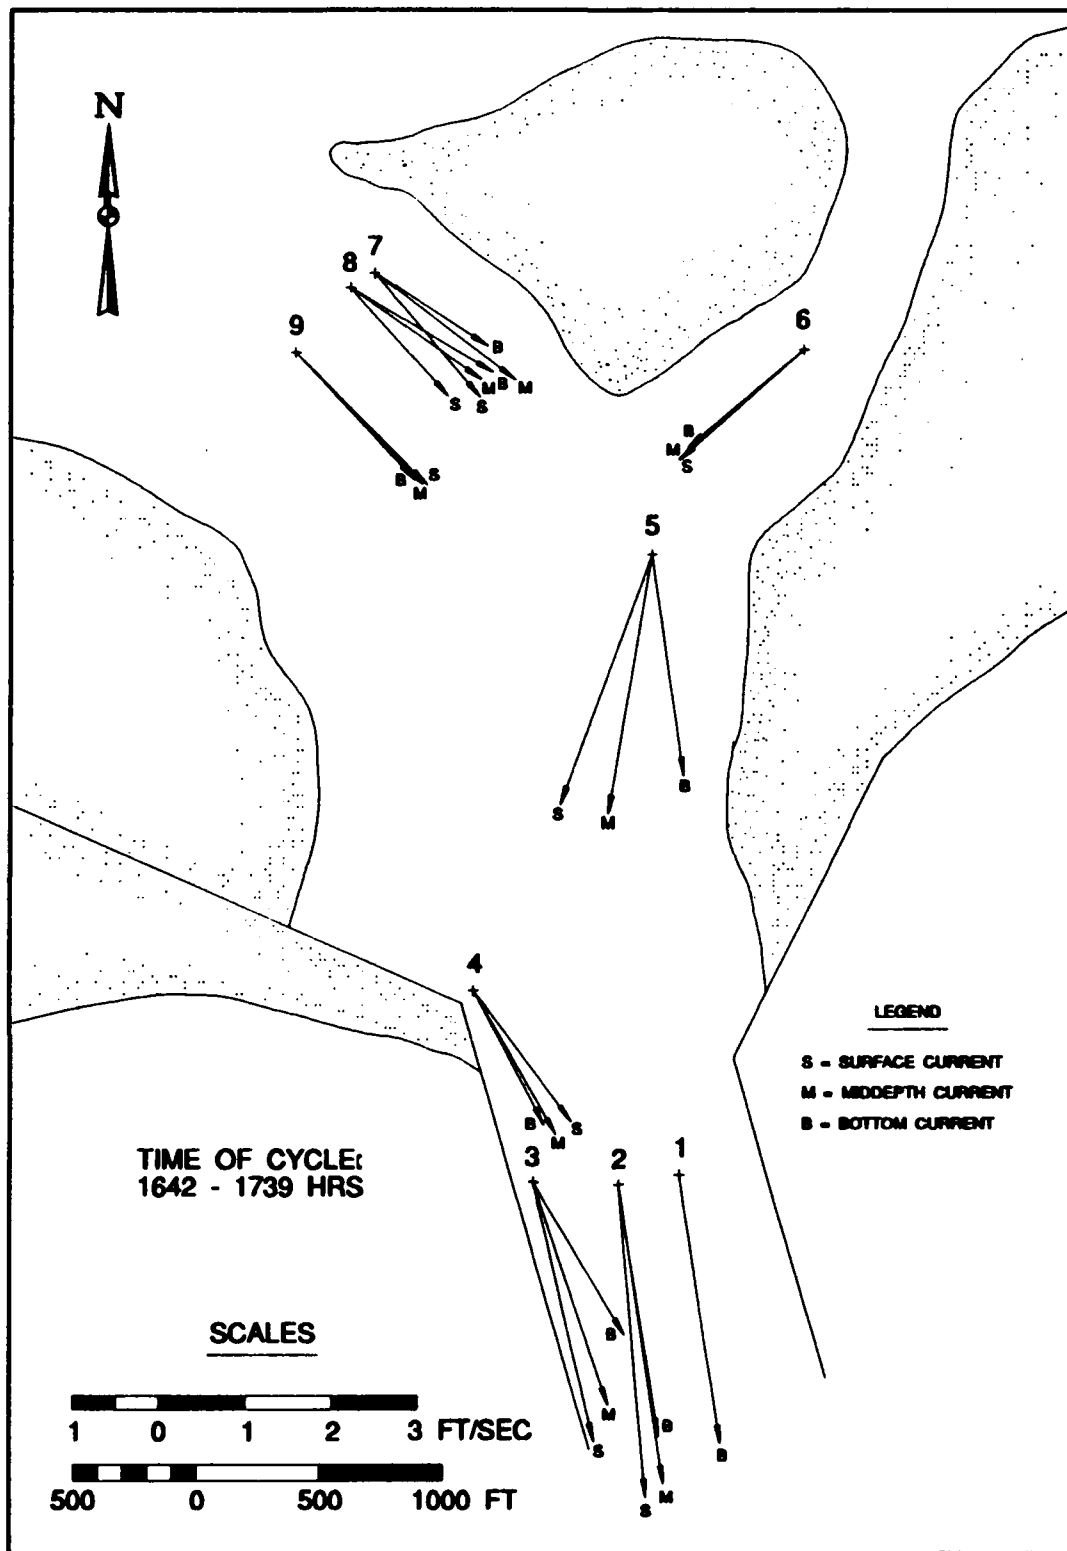 N
7
8
9
6
B
M
B
M
S
S
B
M
S
S
B
M
5
S
M
B
4
LEGEND
S = SURFACE CURRENT
M = MIDDEPTH CURRENT
B = BOTTOM CURRENT
B
M
S
TIME OF CYCLE:
1642 - 1739 HRS
3
2
1
B
M
S
B
M
S
B
SCALES
1 0 1 2 3 FT/SEC
500 0 500 1000 FT